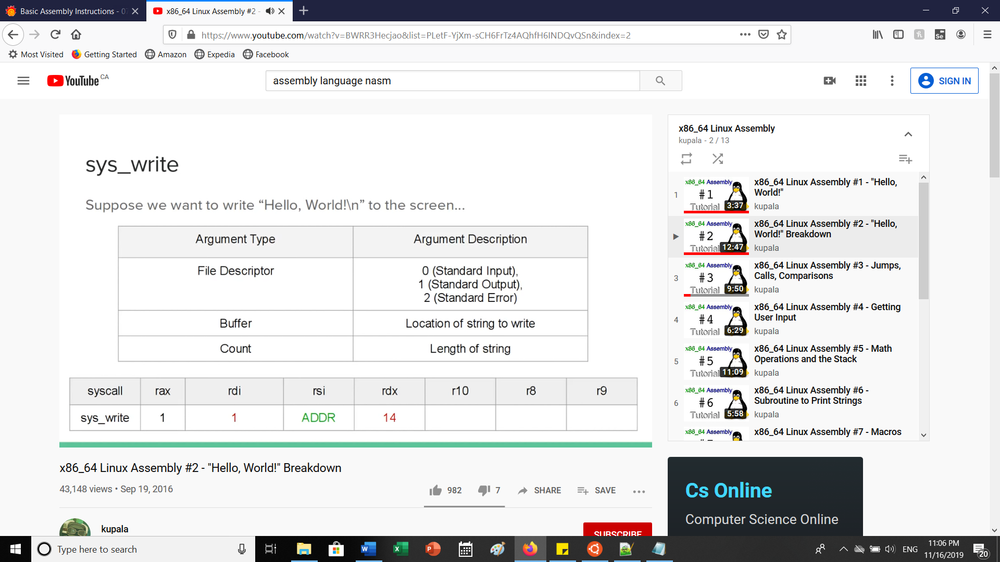 Basic Assembly Instructions - 07
x86_64 Linux Assembly #2 -
https://www.youtube.com/watch?v=BWRR3Hecjao&list=PLetF-YjXm-sCH6FrTz4AQhfH6INDQvQSn&index=2
Most Visited Getting Started Amazon Expedia Facebook
YouTube CA
assembly language nasm
SIGN IN
sys_write
Suppose we want to write “Hello, World!\n” to the screen...
Argument Type Argument Description
File Descriptor 0 (Standard Input),
1 (Standard Output),
2 (Standard Error)
Buffer Location of string to write
Count Length of string
syscall rax rdi rsi rdx r10 r8 r9
sys_write 1 1 ADDR 14
x86_64 Linux Assembly #2 - "Hello, World!" Breakdown
43,148 views • Sep 19, 2016
982 7 SHARE SAVE
kupala
SUBSCRIBE
x86_64 Linux Assembly
kupala - 2 / 13
1
x86_64 Assembly
#1
Tutorial 3:37
x86_64 Linux Assembly #1 - "Hello,
World!"
kupala
x86_64 Assembly
#2
Tutorial 12:47
x86_64 Linux Assembly #2 - "Hello,
World!" Breakdown
kupala
3
x86_64 Assembly
#3
Tutorial 9:50
x86_64 Linux Assembly #3 - Jumps,
Calls, Comparisons
kupala
4
x86_64 Assembly
#4
Tutorial 6:29
x86_64 Linux Assembly #4 - Getting
User Input
kupala
5
x86_64 Assembly
#5
Tutorial 11:09
x86_64 Linux Assembly #5 - Math
Operations and the Stack
kupala
6
x86_64 Assembly
#6
Tutorial 5:58
x86_64 Linux Assembly #6 -
Subroutine to Print Strings
kupala
x86_64 Assembly
x86_64 Linux Assembly #7 - Macros
Cs Online
Computer Science Online
Type here to search
ENG
11:06 PM
11/16/2019
20